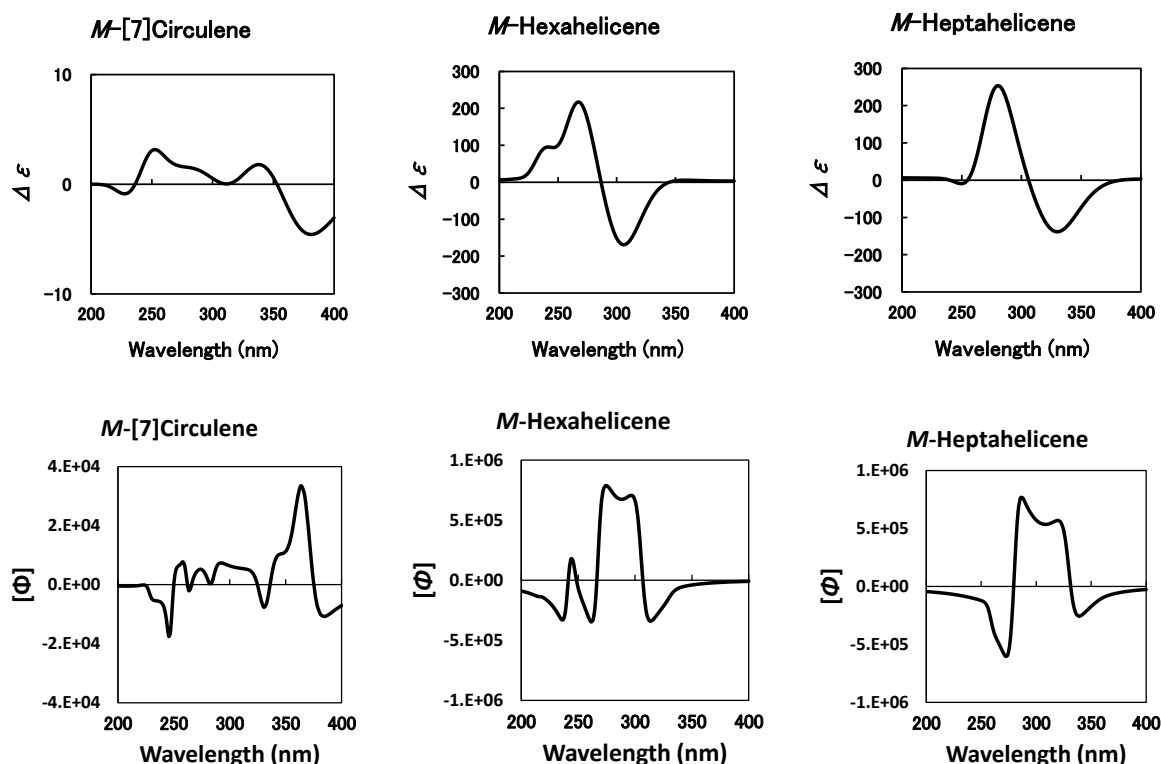 M-[7]Circulene
10
0
−10
Δ ε
200 250 300 350 400
Wavelength (nm)
M-Hexahelicene
300
200
100
0
−100
−200
−300
Δ ε
200 250 300 350 400
Wavelength (nm)
M-Heptahelicene
300
200
100
0
−100
−200
−300
Δ ε
200 250 300 350 400
Wavelength (nm)
M-[7]Circulene
4.E+04
2.E+04
0.E+00
-2.E+04
-4.E+04
[Φ]
200 250 300 350 400
Wavelength (nm)
M-Hexahelicene
1.E+06
5.E+05
0.E+00
-5.E+05
-1.E+06
[Φ]
200 250 300 350 400
Wavelength (nm)
M-Heptahelicene
1.E+06
5.E+05
0.E+00
-5.E+05
-1.E+06
[Φ]
200 250 300 350 400
Wavelength (nm)